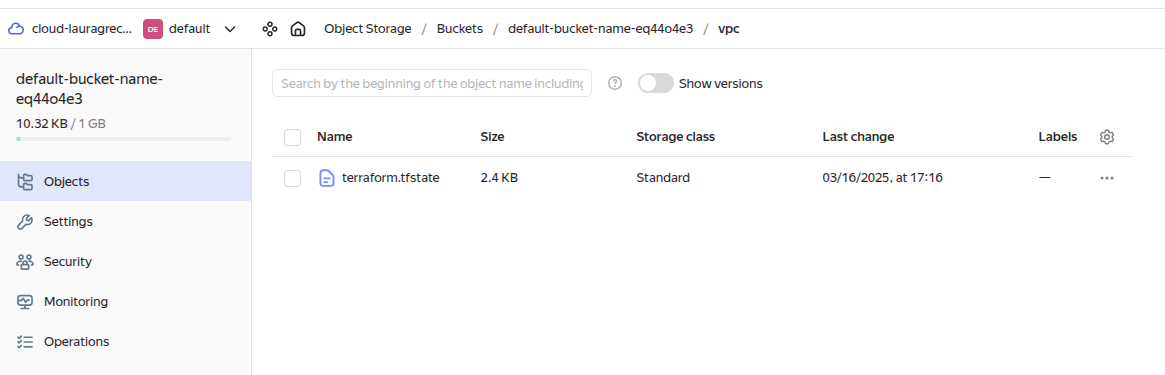 cloud-lauragrec... DE default Object Storage / Buckets / default-bucket-name-eq44o4e3 / vpc
default-bucket-name-
eq44o4e3
10.32 KB / 1 GB
Objects
Settings
Security
Monitoring
Operations
Search by the beginning of the object name including Show versions
Name Size Storage class Last change Labels
terraform.tfstate 2.4 KB Standard 03/16/2025, at 17:16 —